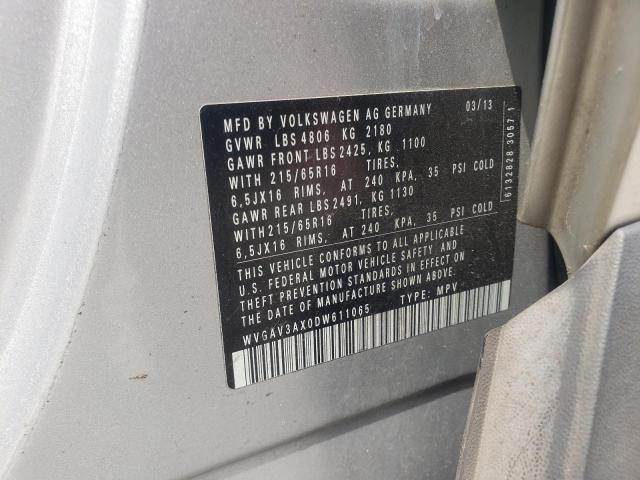 MFD BY VOLKSWAGEN AG GERMANY 03/13
GVWR LBS 4806 KG 2180
GAWR FRONT LBS 2425, KG 1100
WITH 215/65R16 TIRES,
6,5JX16 RIMS, AT 240 KPA, 35 PSI COLD
GAWR REAR LBS 2491, KG 1130
WITH 215/65R16 TIRES,
6,5JX16 RIMS, AT 240 KPA, 35 PSI COLD
THIS VEHICLE CONFORMS TO ALL APPLICABLE
U.S. FEDERAL MOTOR VEHICLE SAFETY AND
THEFT PREVENTION STANDARDS IN EFFECT ON
THE DATE OF MANUFACTURE SHOWN ABOVE.
WVGAV3AX0DW611065 TYPE: MPV
6132828 3057 1